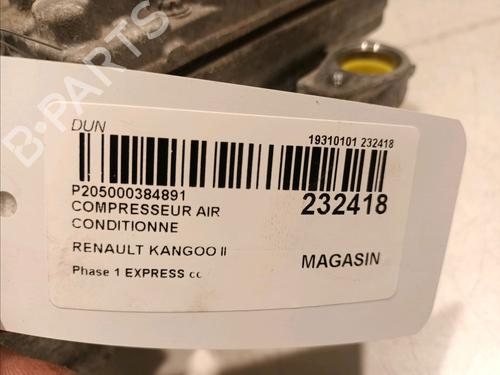 DUN
19310101 232418
P205000384891
232418
COMPRESSEUR AIR
CONDITIONNE
RENAULT KANGOO II
MAGASIN
Phase 1 EXPRESS cc
B-PARTS